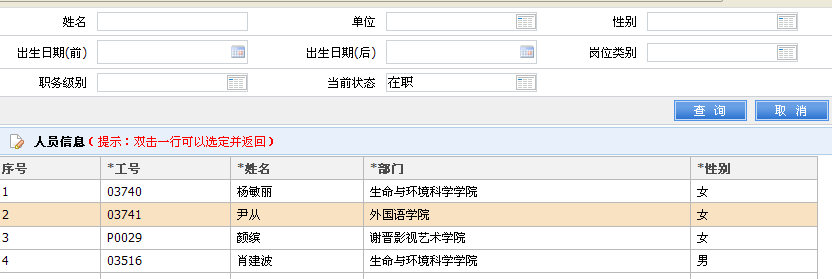 姓名 单位 性别
出生日期(前) 出生日期(后) 岗位类别
职务级别 当前状态 在职
查 询 取 消
人员信息(提示：双击一行可以选定并返回)
序号 *工号 *姓名 *部门 *性别
1 03740 杨敏丽 生命与环境科学学院 女
2 03741 尹从 外国语学院 女
3 P0029 颜缤 谢晋影视艺术学院 女
4 03516 肖建波 生命与环境科学学院 男